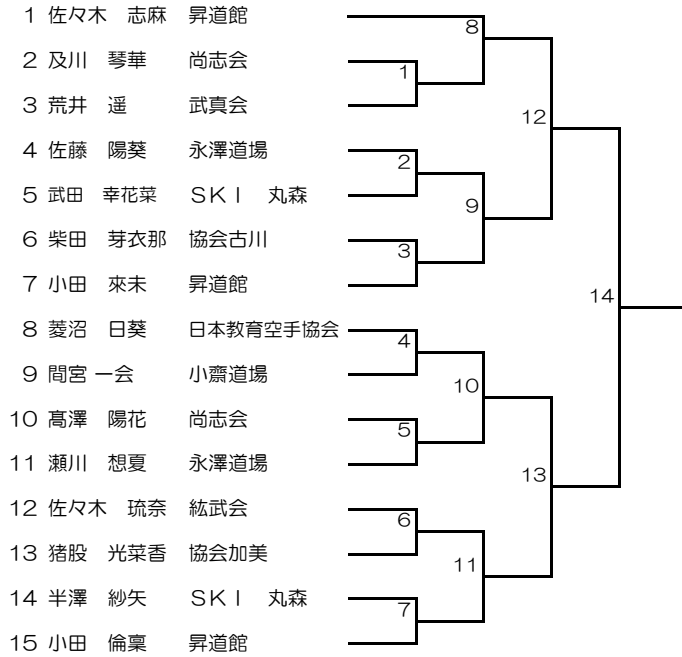 1 佐々木 志麻 昇道館
2 及川 琴華 尚志会
3 荒井 遥 武真会
4 佐藤 陽葵 永澤道場
5 武田 幸花菜 ＳＫＩ 丸森
6 柴田 芽衣那 協会古川
7 小田 來未 昇道館
8 菱沼 日葵 日本教育空手協会
9 間宮 一会 小齋道場
10 髙澤 陽花 尚志会
11 瀬川 想夏 永澤道場
12 佐々木 琉奈 紘武会
13 猪股 光菜香 協会加美
14 半澤 紗矢 ＳＫＩ 丸森
15 小田 倫稟 昇道館
1
2
3
4
5
6
7
8
9
10
11
12
13
14